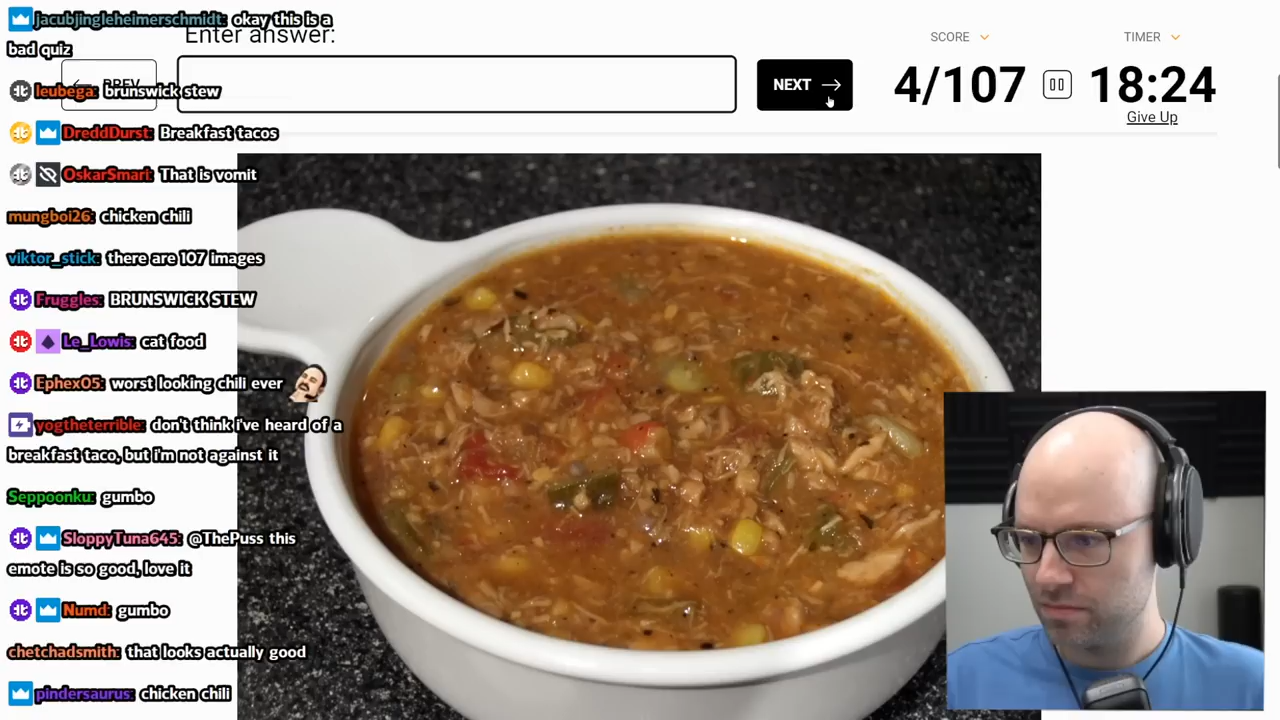 jacubjingleheimerschmidt: okay this is a
bad quiz
leubega: brunswick stew
DreddDurst: Breakfast tacos
OskarSmari: That is vomit
mungboi26: chicken chili
viktor_stick: there are 107 images
Fruggles: BRUNSWICK STEW
Le_Lowis: cat food
Ephex05: worst looking chili ever
yogtheterrible: don't think i've heard of a
breakfast taco, but i'm not against it
Seppoonku: gumbo
SloppyTuna645: @ThePuss this
emote is so good, love it
Numd: gumbo
chetchadsmith: that looks actually good
pindersaurus: chicken chili
Enter answer:
PREV
NEXT
SCORE
4/107
TIMER
18:24
Give Up